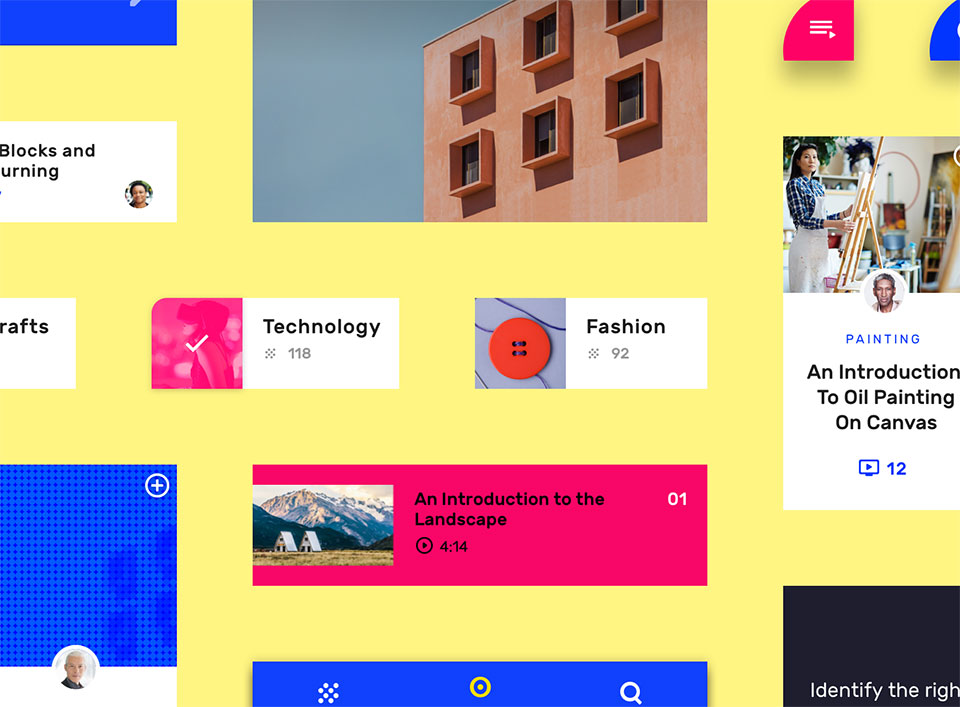 Blocks and
urning
rafts
Technology
118
Fashion
92
PAINTING
An Introduction
To Oil Painting
On Canvas
12
An Introduction to the
Landscape
01
4:14
Identify the righ